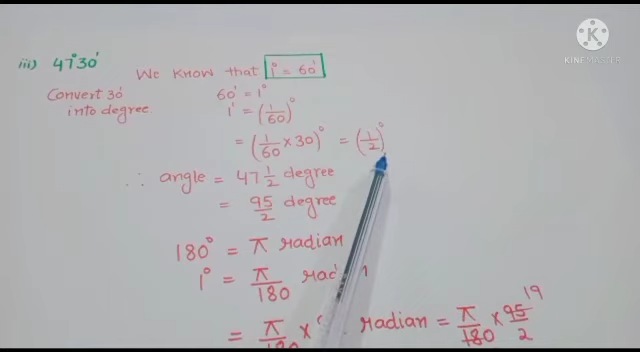 iii) 47°30' We know that 1° = 60'
Convert 30' into degree.
60' = 1°
1' = (1/60)°
= (1/60 × 30)° = (1/2)°
∴ angle = 47 1/2 degree
= 95/2 degree
180° = π radian
1° = π/180
= π/180 × radian = π/180 × 95/2 19
KINEMASTER